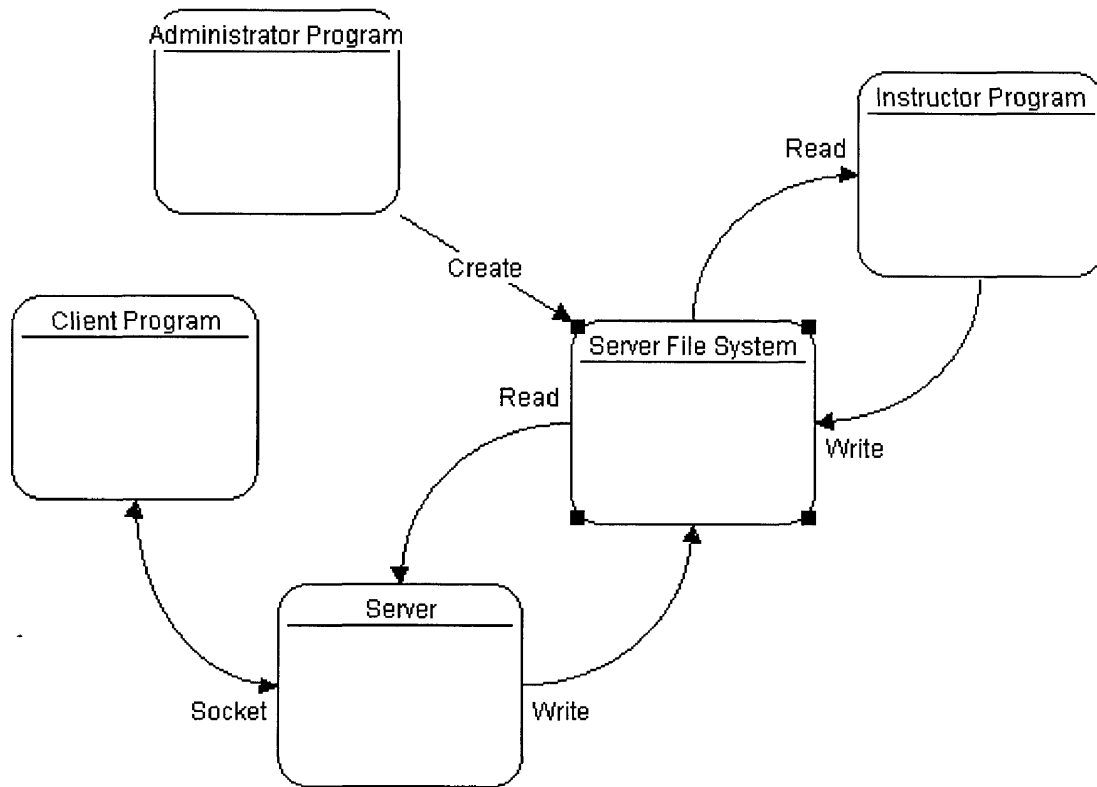 Administrator Program
Instructor Program
Read
Create
Client Program
Server File System
Read
Write
Server
Socket
Write